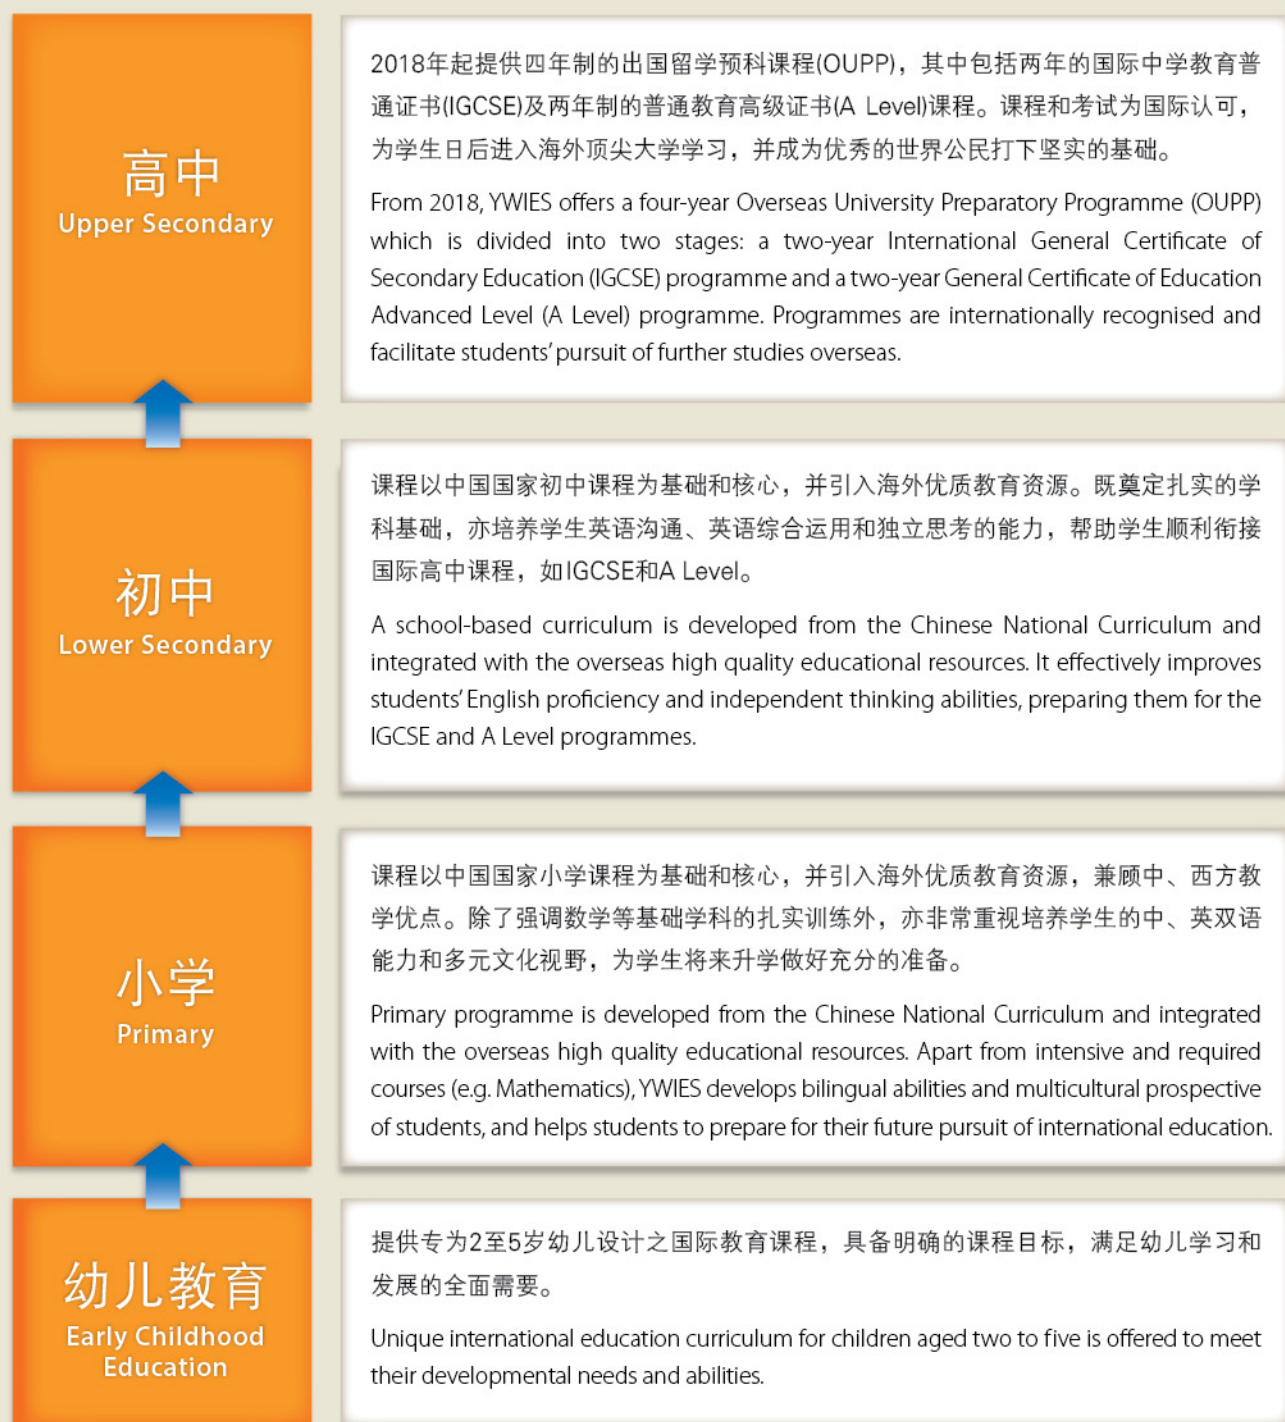 高中
Upper Secondary
2018年起提供四年制的出国留学预科课程(OUPP)，其中包括两年的国际中学教育普
通证书(IGCSE)及两年制的普通教育高级证书(A Level)课程。课程和考试为国际认可，
为学生日后进入海外顶尖大学学习，并成为优秀的世界公民打下坚实的基础。
From 2018, YWIES offers a four-year Overseas University Preparatory Programme (OUPP)
which is divided into two stages: a two-year International General Certificate of
Secondary Education (IGCSE) programme and a two-year General Certificate of Education
Advanced Level (A Level) programme. Programmes are internationally recognised and
facilitate students' pursuit of further studies overseas.
初中
Lower Secondary
课程以中国国家初中课程为基础和核心，并引入海外优质教育资源。既奠定扎实的学
科基础，亦培养学生英语沟通、英语综合运用和独立思考的能力，帮助学生顺利衔接
国际高中课程，如IGCSE和A Level。
A school-based curriculum is developed from the Chinese National Curriculum and
integrated with the overseas high quality educational resources. It effectively improves
students' English proficiency and independent thinking abilities, preparing them for the
IGCSE and A Level programmes.
小学
Primary
课程以中国国家小学课程为基础和核心，并引入海外优质教育资源，兼顾中、西方教
学优点。除了强调数学等基础学科的扎实训练外，亦非常重视培养学生的中、英双语
能力和多元文化视野，为学生将来升学做好充分的准备。
Primary programme is developed from the Chinese National Curriculum and integrated
with the overseas high quality educational resources. Apart from intensive and required
courses (e.g. Mathematics), YWIES develops bilingual abilities and multicultural prospective
of students, and helps students to prepare for their future pursuit of international education.
幼儿教育
Early Childhood
Education
提供专为2至5岁幼儿设计之国际教育课程，具备明确的课程目标，满足幼儿学习和
发展的全面需要。
Unique international education curriculum for children aged two to five is offered to meet
their developmental needs and abilities.